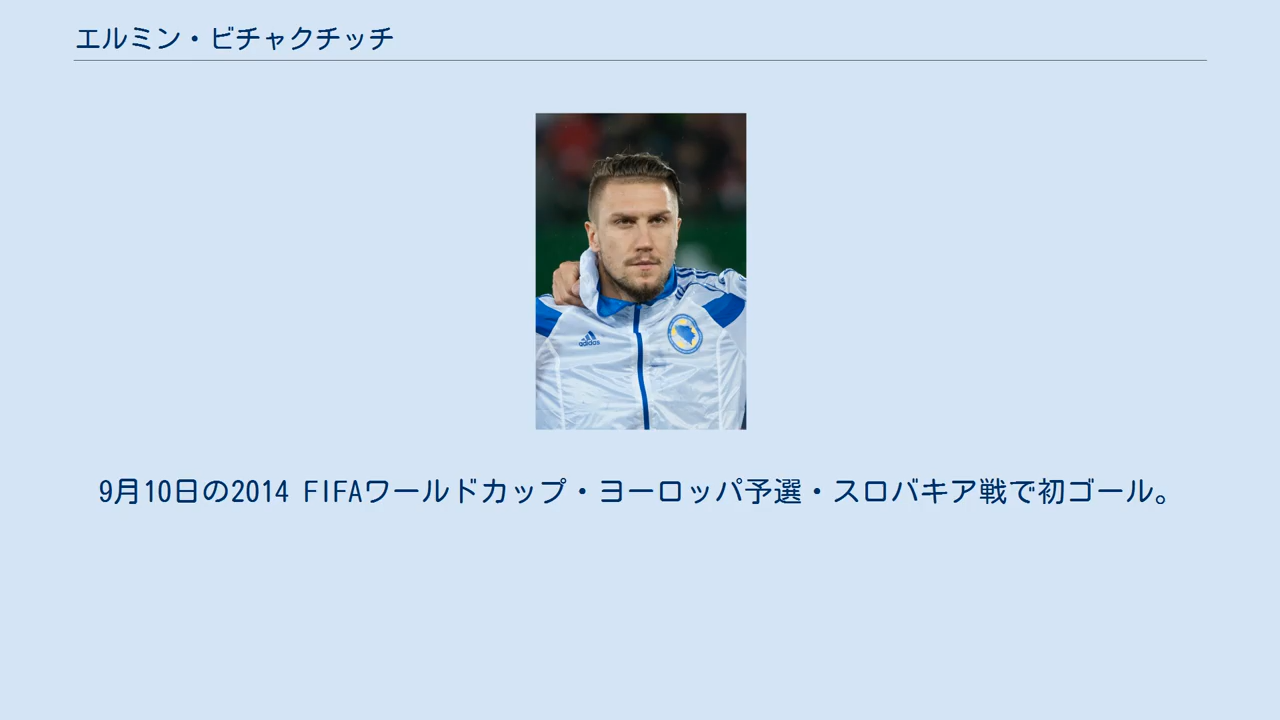 エルミン・ビチャクチッチ
adidas
9月10日の2014 FIFAワールドカップ・ヨーロッパ予選・スロバキア戦で初ゴール。